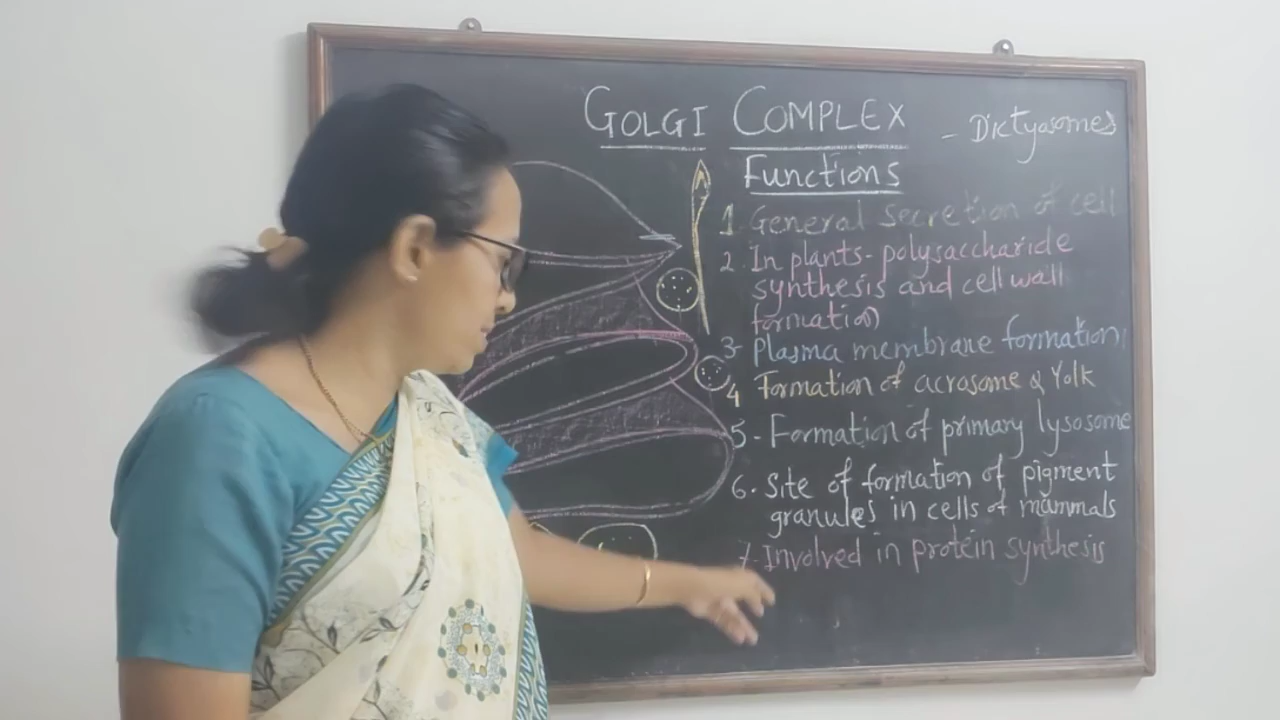 GOLGI COMPLEX - Dictyosomes
Functions
1. General secretion of cell
2. In plants - polysaccharide
synthesis and cell wall
formation
3- Plasma membrane formation
4 Formation of acrosome & Yolk
5- Formation of primary lysosome
6. Site of formation of pigment
granules in cells of mammals
7. Involved in protein synthesis